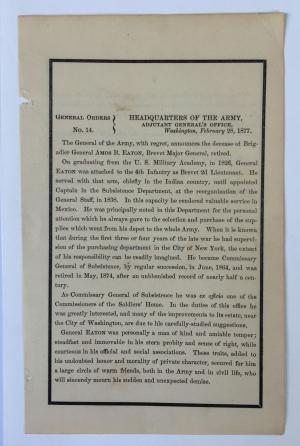 GENERAL ORDERS
No. 14.
HEADQUARTERS OF THE ARMY,
ADJUTANT GENERAL'S OFFICE,
Washington, February 28, 1877.
The General of the Army, with regret, announces the decease of Brig-
adier General AMOS B. EATON, Brevet Major General, retired.
On graduating from the U. S. Military Academy, in 1826, General
EATON was attached to the 4th Infantry as Brevet 2d Lieutenant. He
served with that arm, chiefly in the Indian country, until appointed
Captain in the Subsistence Department, at the reorganization of the
General Staff, in 1838. In this capacity he rendered valuable service in
Mexico. He was principally noted in this Department for the personal
attention which he always gave to the selection and purchase of the sup-
plies which went from his depot to the whole Army. When it is known
that during the first three or four years of the late war he had supervi-
sion of the purchasing department in the City of New York, the extent
of his responsibility can be readily imagined. He became Commissary
General of Subsistence, by regular succession, in June, 1864, and was
retired in May, 1874, after an unblemished record of nearly half a cen-
tury.
As Commissary General of Subsistence he was ex officio one of the
Commissioners of the Soldiers' Home. In the duties of this office he
was greatly interested, and many of the improvements to its estate, near
the City of Washington, are due to his carefully-studied suggestions.
General EATON was personally a man of kind and amiable temper;
steadfast and immovable in his stern probity and sense of right, while
courteous in his official and social associations. These traits, added to
his undoubted honor and morality of private character, secured for him
a large circle of warm friends, both in the Army and in civil life, who
will sincerely mourn his sudden and unexpected demise.